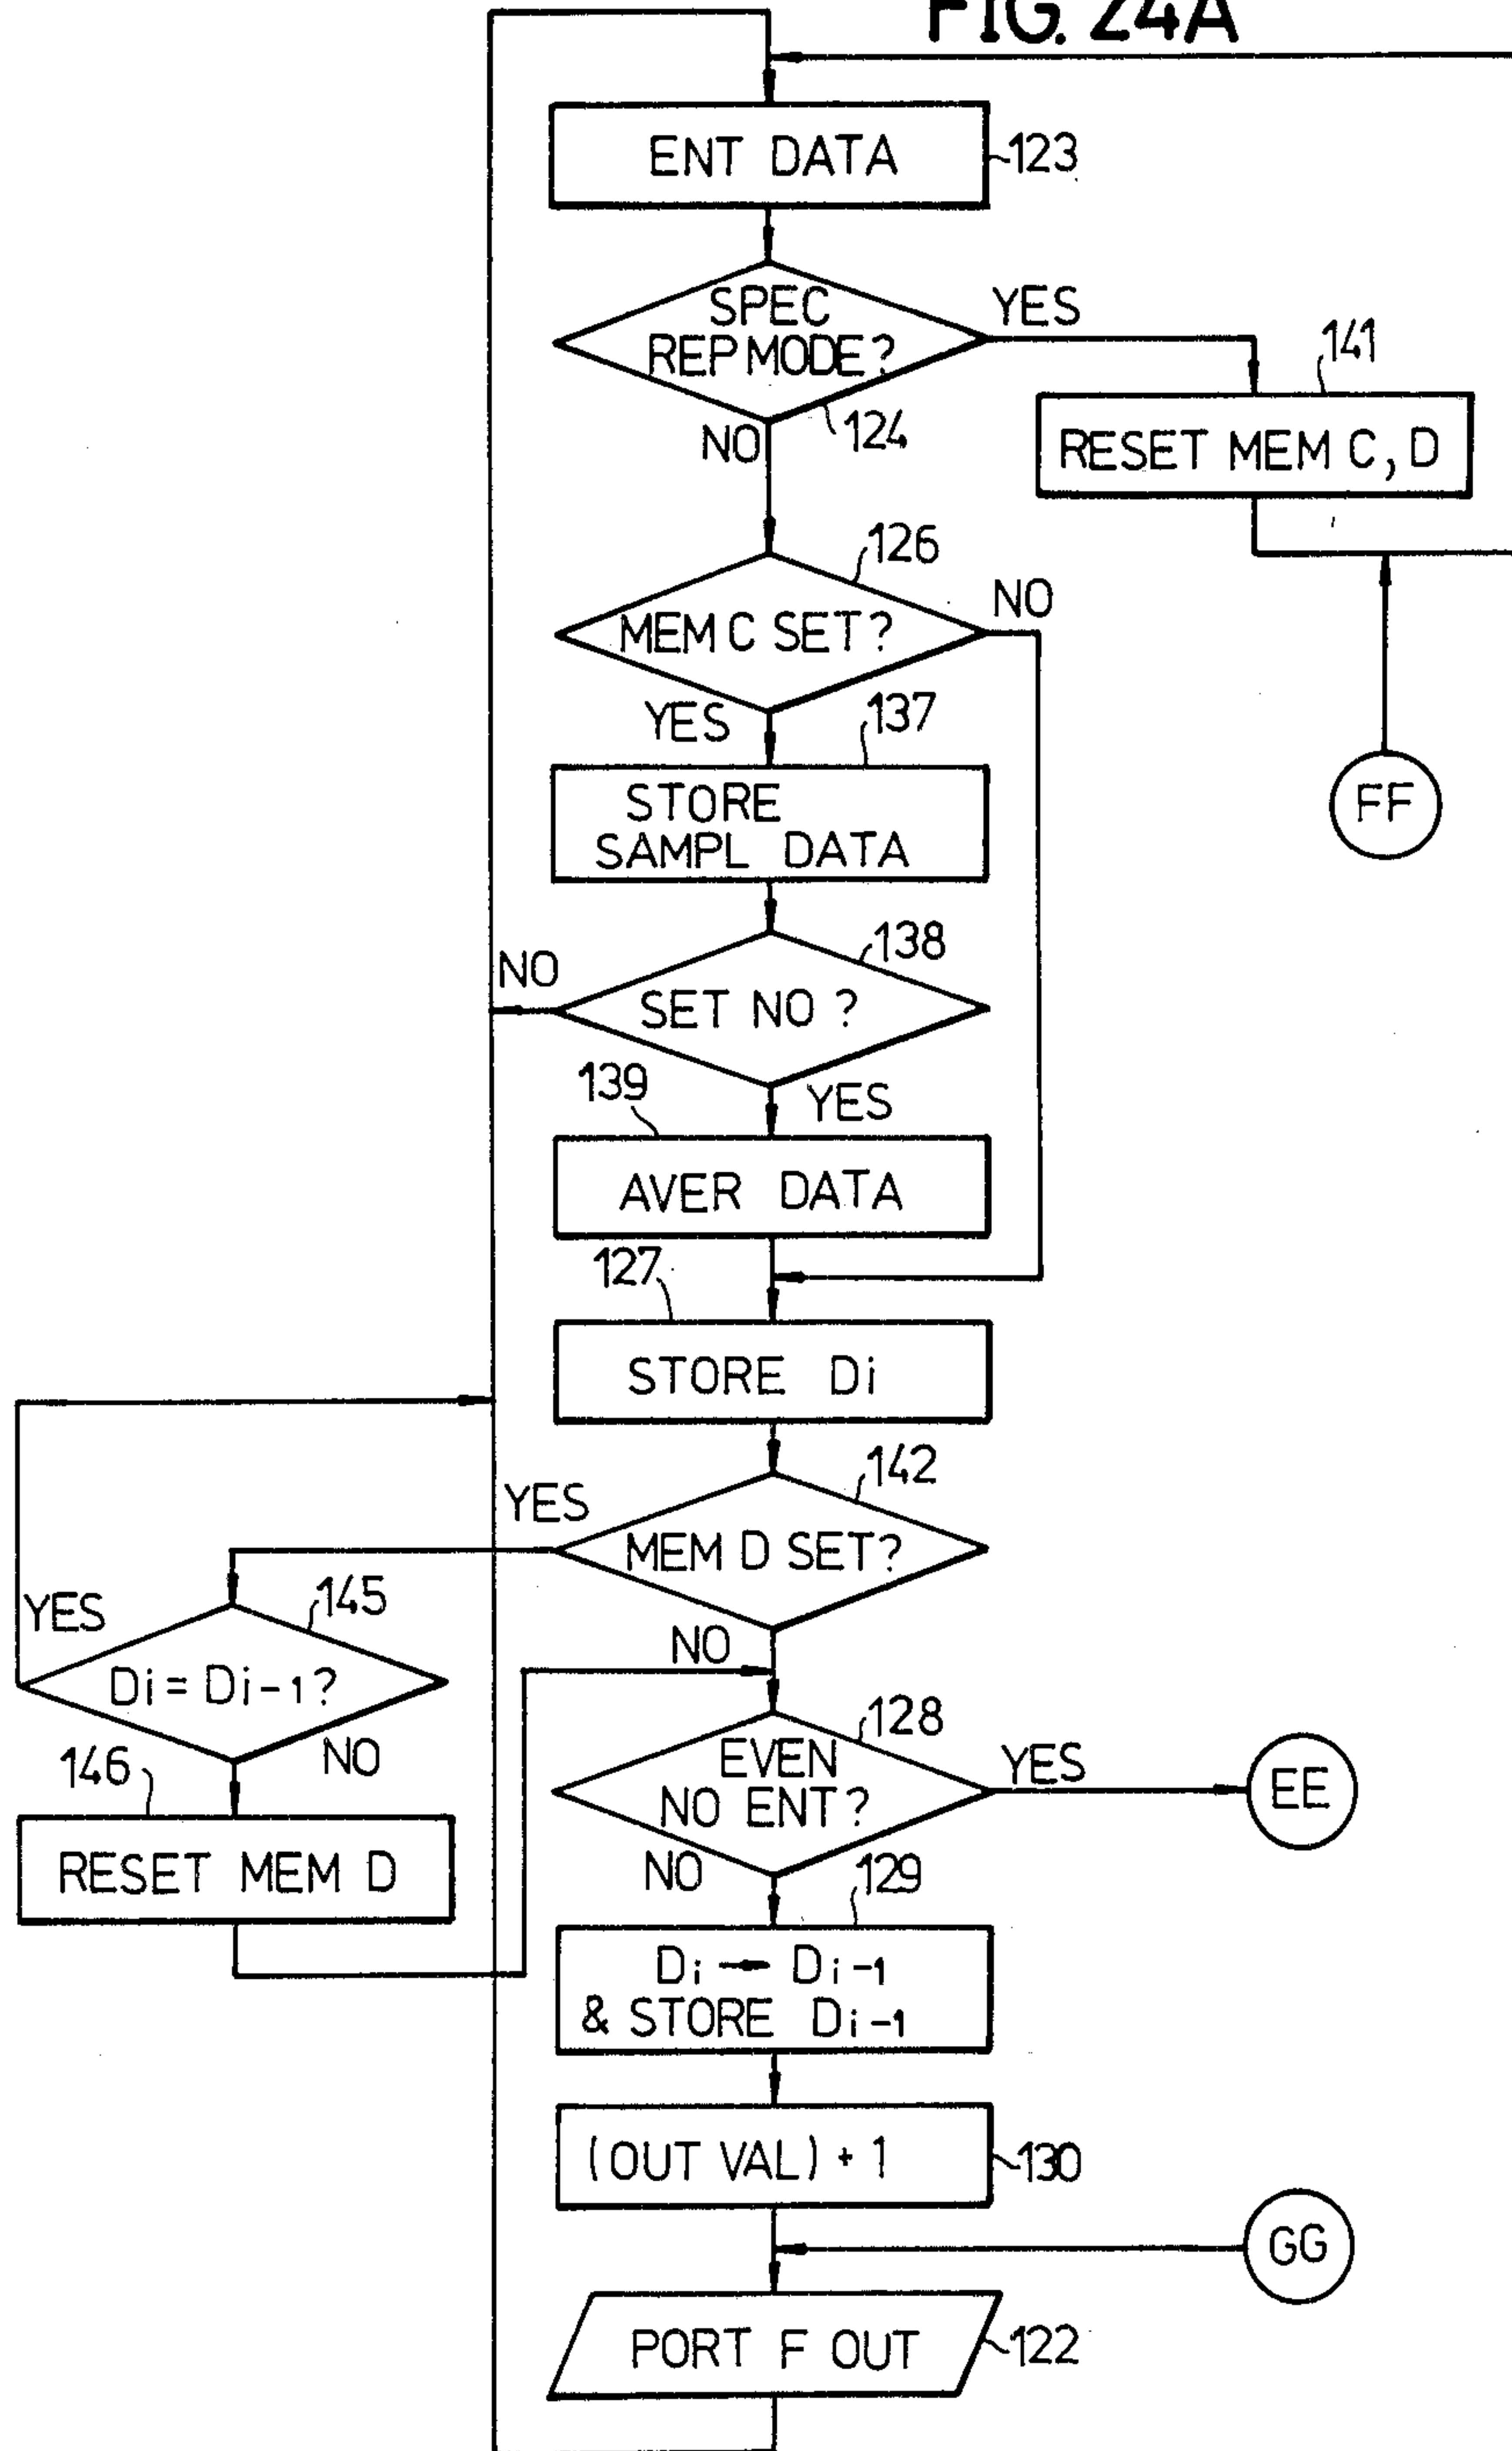 FIG. 24A
ENT DATA
123
SPEC
REP MODE?
YES
124
NO
141
RESET MEM C, D
126
MEM C SET?
NO
YES
137
STORE
SAMPL DATA
FF
138
NO
SET NO ?
139
YES
AVER DATA
127
STORE Di
142
YES
MEM D SET?
NO
YES
145
Di = Di-1?
NO
146
RESET MEM D
128
EVEN
NO ENT?
YES
EE
NO
129
Di → Di-1
& STORE Di-1
(OUT VAL) + 1
130
GG
PORT F OUT
122